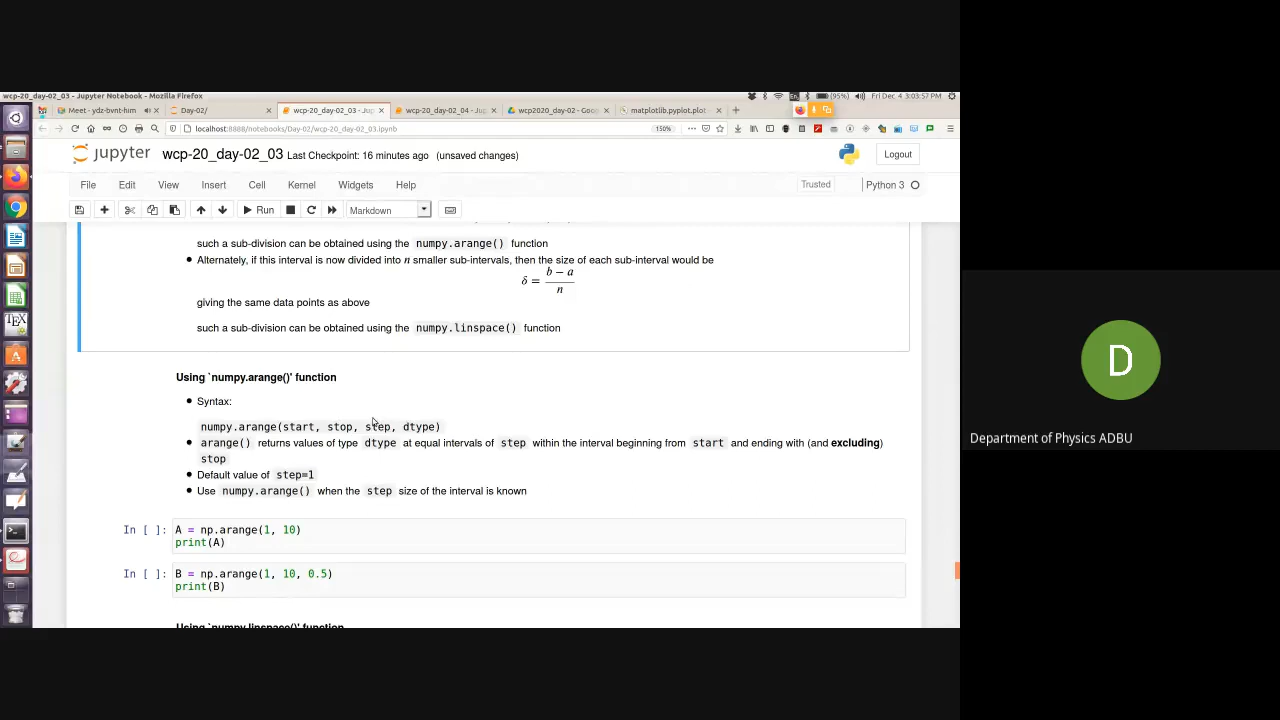 wcp-20_day-02_03 - Jupyter Notebook - Mozilla Firefox
(95%) Fri Dec 4 3:03:57 PM
Meet - ydz-bvnt-him
Day-02/
wcp-20_day-02_03 - Jup
wcp-20_day-02_04 - Jup
wcp2020_day-02 - Goo
matplotlib.pyplot.plot
localhost:8888/notebooks/Day-02/wcp-20_day-02_03.ipynb
150%
jupyter wcp-20_day-02_03 Last Checkpoint: 16 minutes ago (unsaved changes)
Logout
File Edit View Insert Cell Kernel Widgets Help
Trusted
Python 3
Run
Markdown
such a sub-division can be obtained using the numpy.arange() function
• Alternately, if this interval is now divided into n smaller sub-intervals, then the size of each sub-interval would be
δ = b − a / n
giving the same data points as above
such a sub-division can be obtained using the numpy.linspace() function
Using `numpy.arange()' function
• Syntax:
numpy.arange(start, stop, step, dtype)
• arange() returns values of type dtype at equal intervals of step within the interval beginning from start and ending with (and excluding)
stop
• Default value of step=1
• Use numpy.arange() when the step size of the interval is known
In [ ]: A = np.arange(1, 10)
print(A)
In [ ]: B = np.arange(1, 10, 0.5)
print(B)
Using `numpy.linspace()' function
D
Department of Physics ADBU